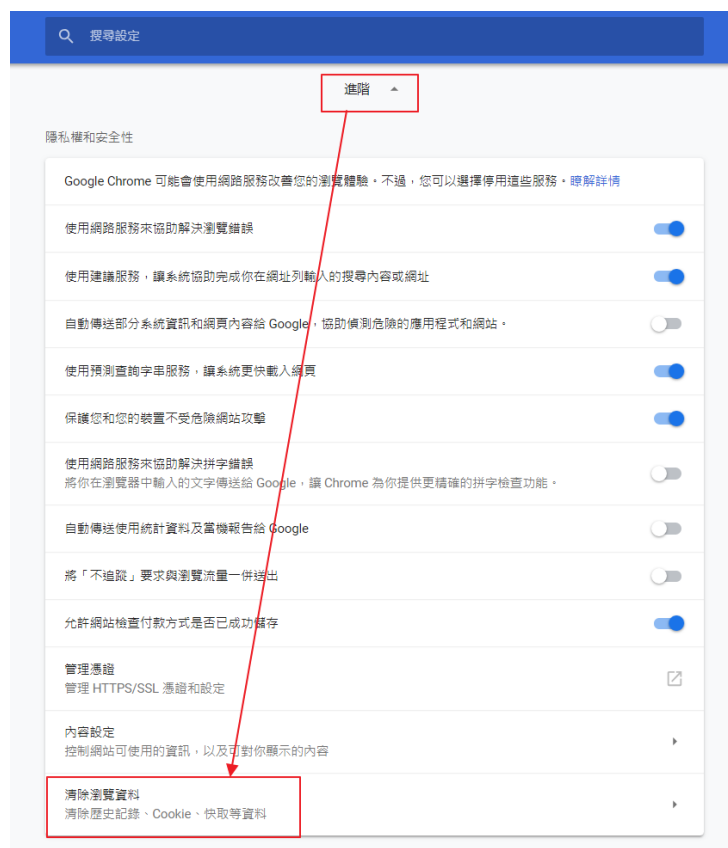 搜尋設定
進階
隱私權和安全性
Google Chrome 可能會使用網路服務改善您的瀏覽體驗。不過，您可以選擇停用這些服務。瞭解詳情
使用網路服務來協助解決瀏覽錯誤
使用建議服務，讓系統協助完成你在網址列輸入的搜尋內容或網址
自動傳送部分系統資訊和網頁內容給 Google，協助偵測危險的應用程式和網站。
使用預測查詢字串服務，讓系統更快載入網頁
保護您和您的裝置不受危險網站攻擊
使用網路服務來協助解決拼字錯誤
將你在瀏覽器中輸入的文字傳送給 Google，讓 Chrome 為你提供更精確的拼字檢查功能。
自動傳送使用統計資料及當機報告給 Google
將「不追蹤」要求與瀏覽流量一併送出
允許網站檢查付款方式是否已成功儲存
管理憑證
管理 HTTPS/SSL 憑證和設定
內容設定
控制網站可使用的資訊，以及可對你顯示的內容
清除瀏覽資料
清除歷史記錄、Cookie、快取等資料